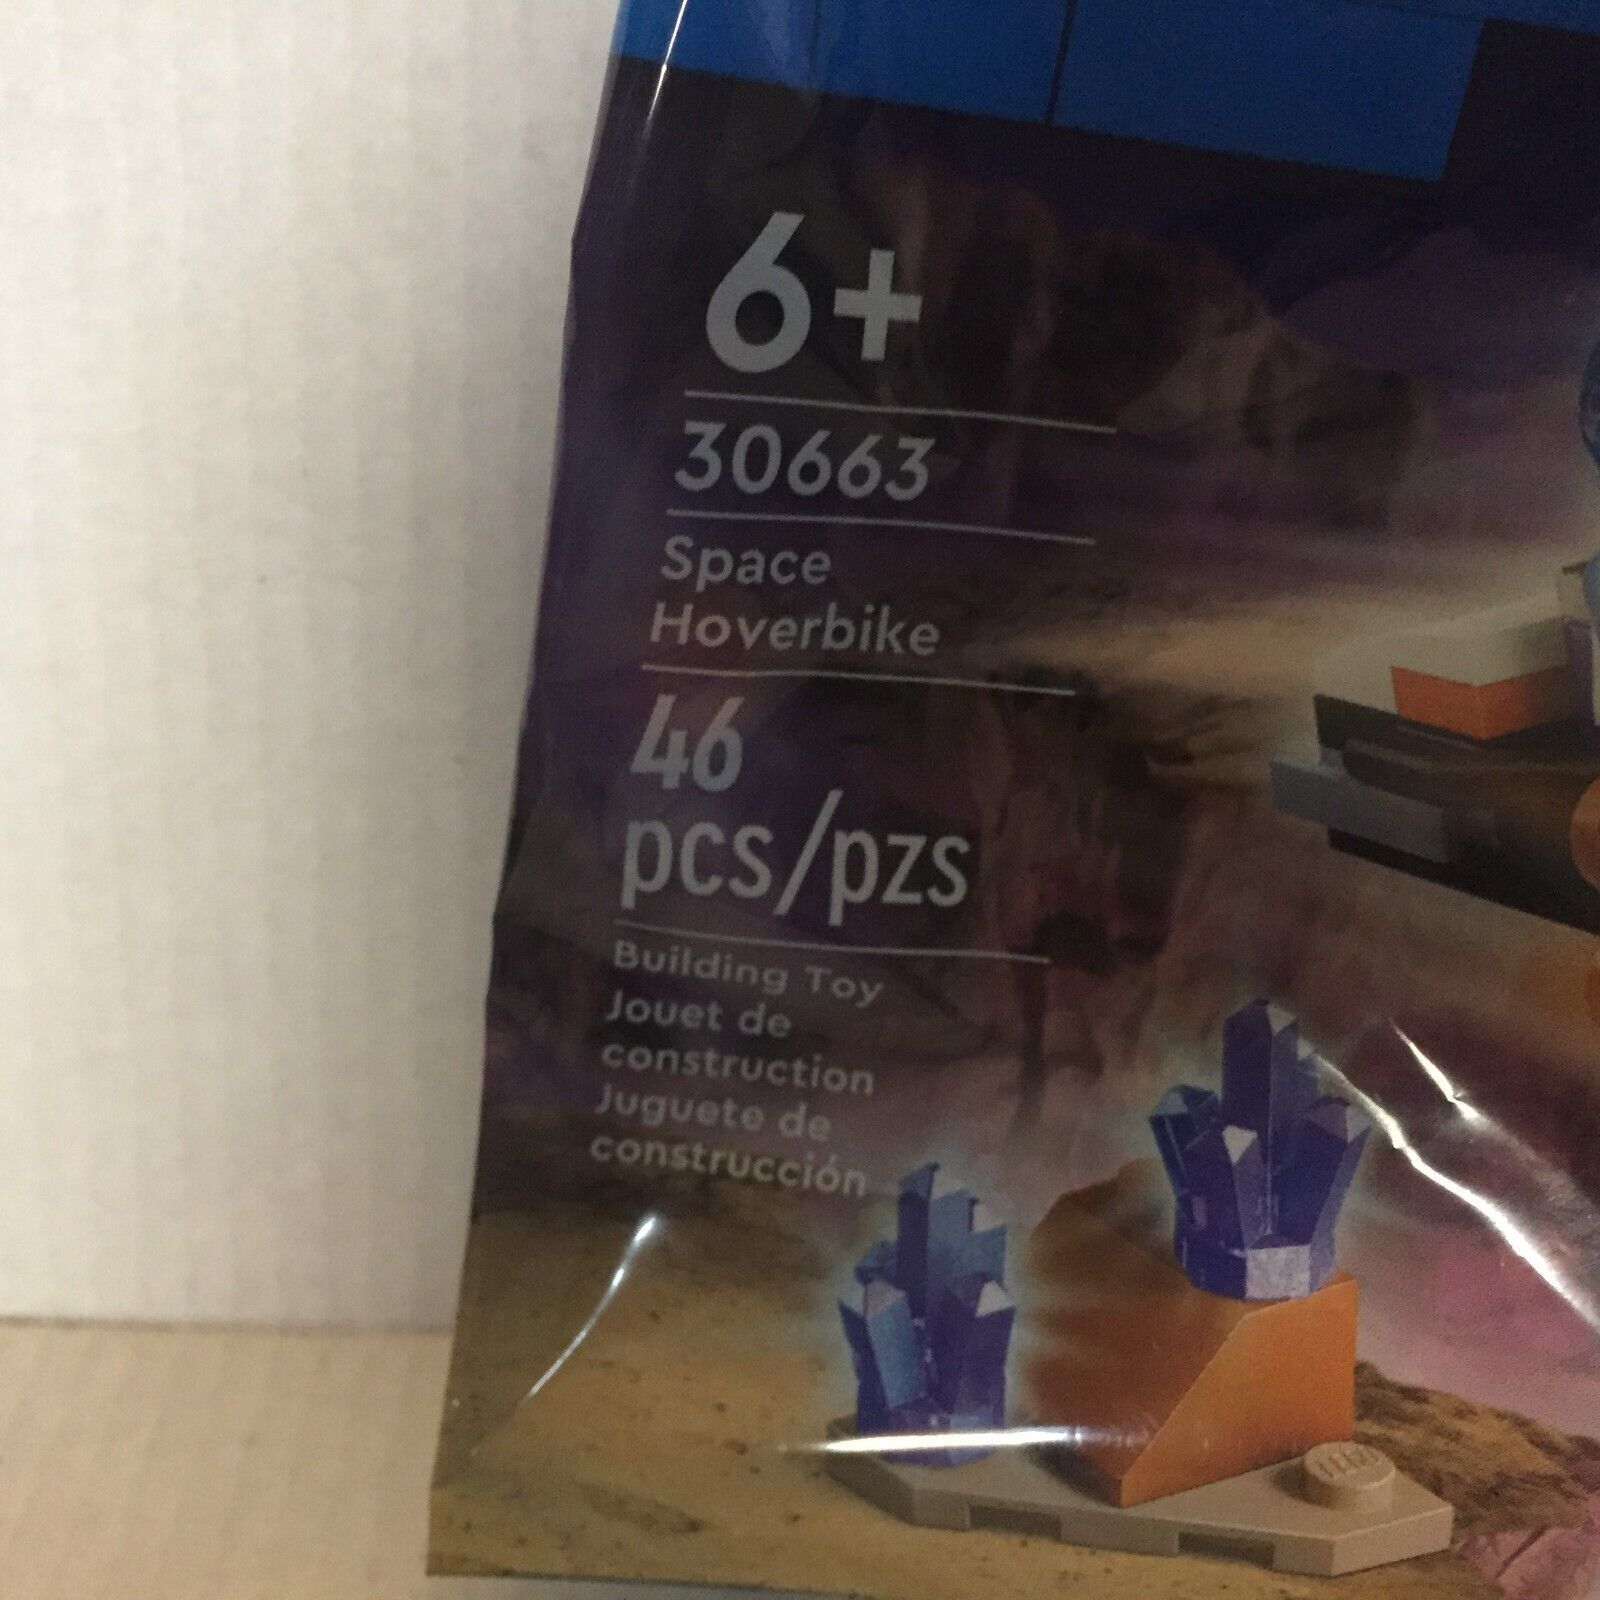 6+
30663
Space
Hoverbike
46
pcs/pzs
Building Toy
Jouet de
construction
Juguete de
construcción